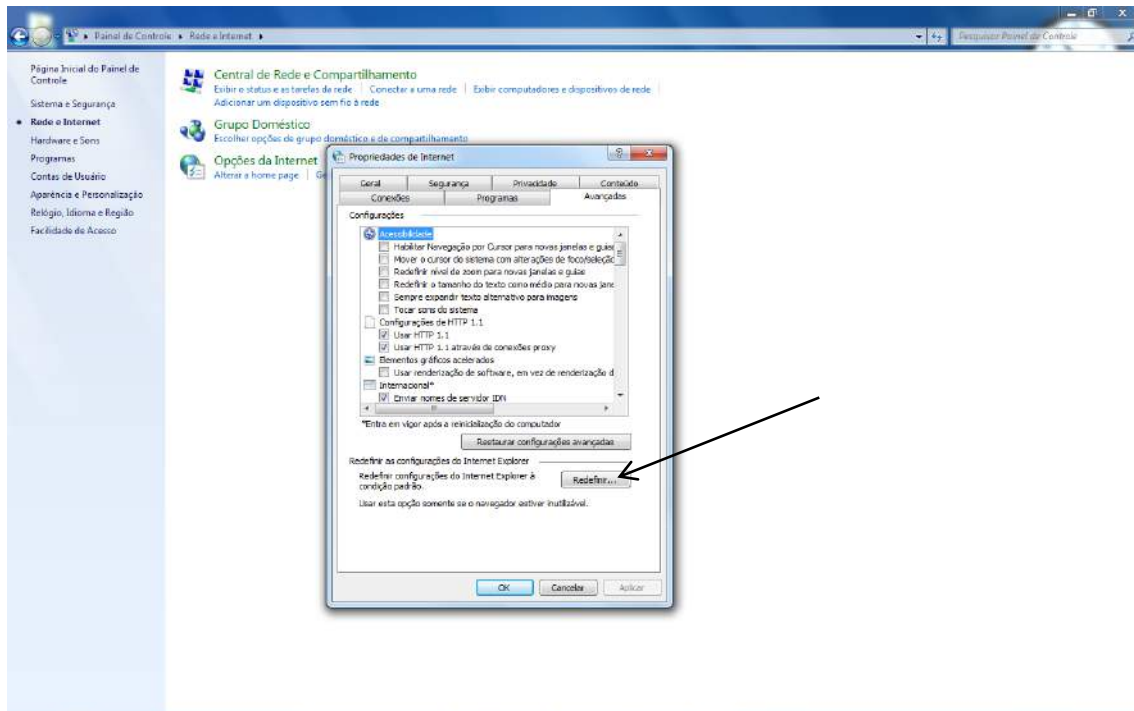 Painel de Controle ▸ Rede e Internet ▸
Pesquisar Painel de Controle
Página Inicial do Painel de
Controle
Sistema e Segurança
Rede e Internet
Hardware e Sons
Programas
Contas de Usuário
Aparência e Personalização
Relógio, Idioma e Região
Facilidade de Acesso
Central de Rede e Compartilhamento
Exibir o status e as tarefas da rede | Conectar a uma rede | Exibir computadores e dispositivos de rede
Adicionar um dispositivo sem fio à rede
Grupo Doméstico
Escolher opções de grupo doméstico e de compartilhamento
Opções da Internet
Alterar a home page
Propriedades de Internet
Geral Segurança Privacidade Conteúdo
Conexões Programas Avançadas
Configurações
Acessibilidade
Habilitar Navegação por Cursor para novas janelas e guias
Mover o cursor do sistema com alterações de foco/seleção
Redefinir nível de zoom para novas janelas e guias
Redefinir o tamanho do texto como médio para novas jane
Sempre expandir texto alternativo para imagens
Tocar sons do sistema
Configurações de HTTP 1.1
Usar HTTP 1.1
Usar HTTP 1.1 através de conexões proxy
Elementos gráficos acelerados
Usar renderização de software, em vez de renderização d
Internacional*
Enviar nomes de servidor IDN
*Entra em vigor após a reinicialização do computador
Restaurar configurações avançadas
Redefinir as configurações do Internet Explorer
Redefinir configurações do Internet Explorer à
condição padrão.
Redefinir...
Usar esta opção somente se o navegador estiver inutilizável.
OK Cancelar Aplicar